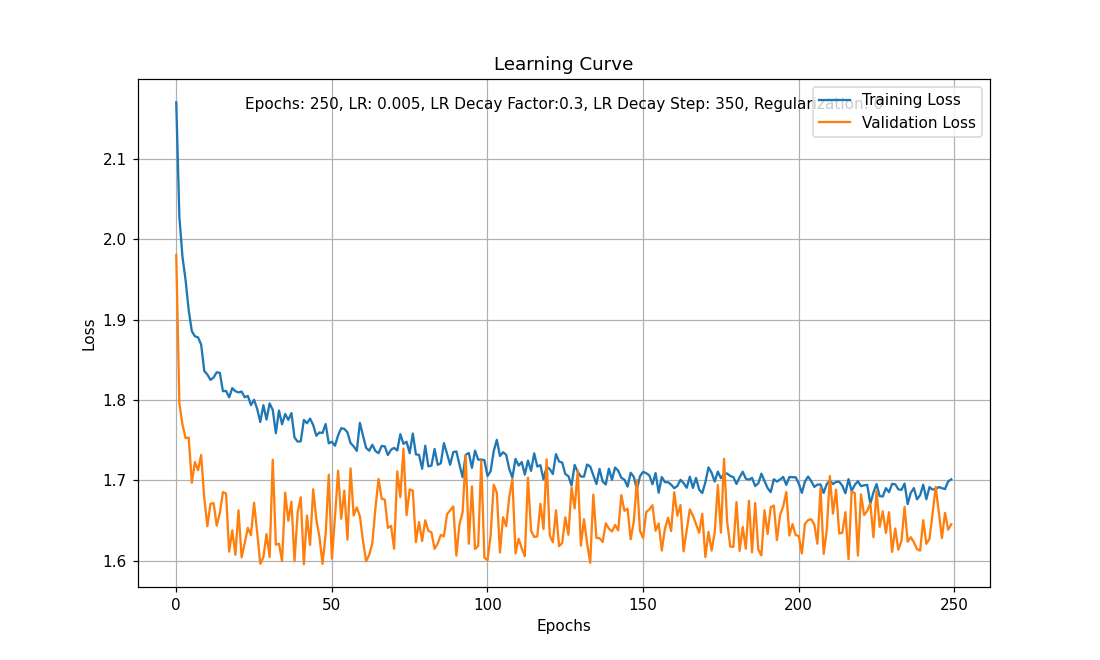 Learning Curve
Epochs: 250, LR: 0.005, LR Decay Factor:0.3, LR Decay Step: 350, Regularization: 0
Training Loss
Validation Loss
2.1
2.0
1.9
1.8
1.7
1.6
Loss
0 50 100 150 200 250
Epochs